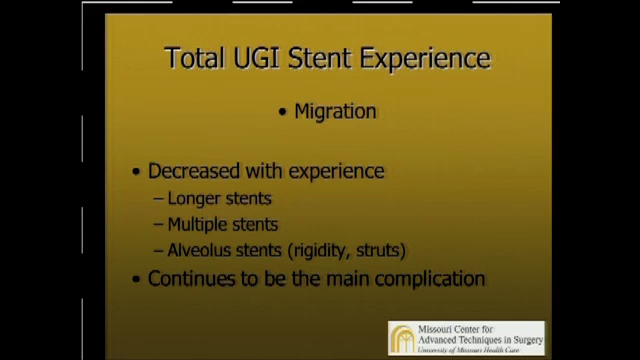 Total UGI Stent Experience
• Migration
• Decreased with experience
– Longer stents
– Multiple stents
– Alveolus stents (rigidity, struts)
• Continues to be the main complication
Missouri Center for
Advanced Techniques in Surgery
University of Missouri Health Care